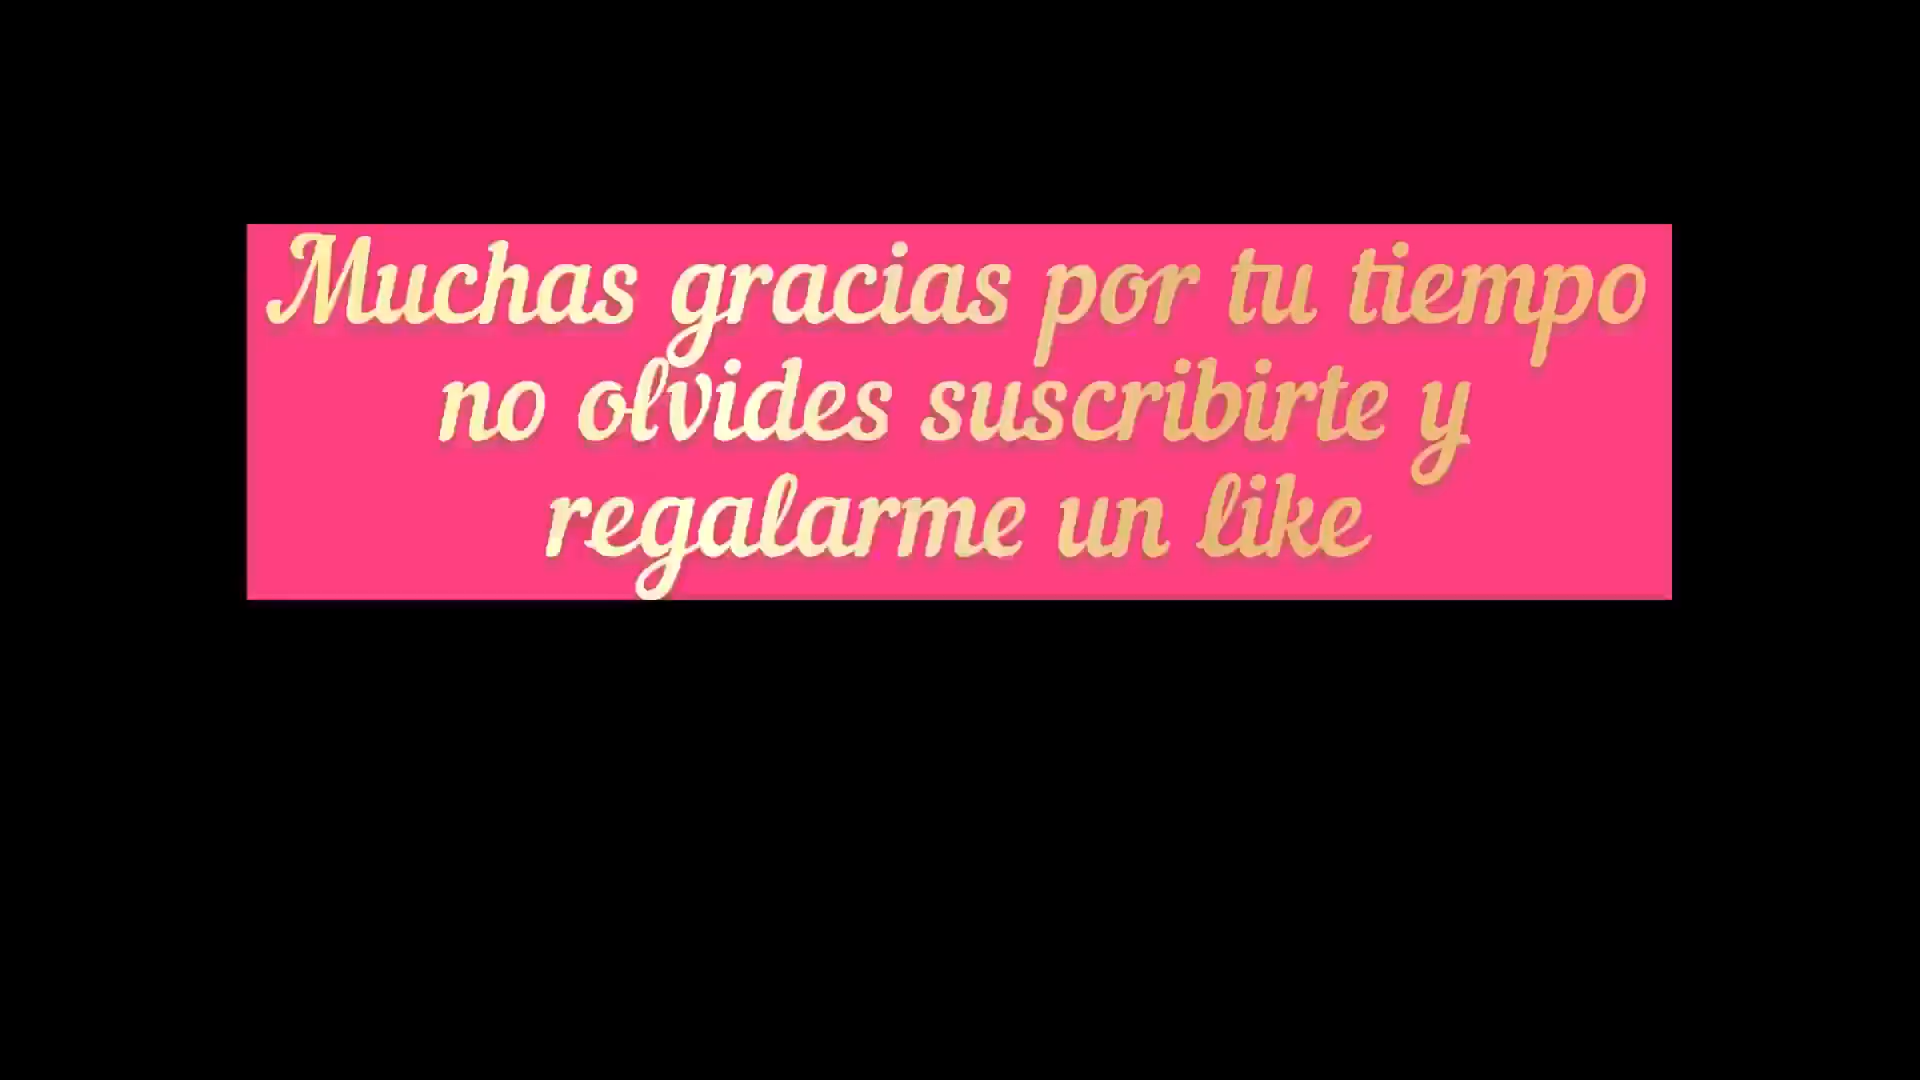 Muchas gracias por tu tiempo
no olvides suscribirte y
regalarme un like